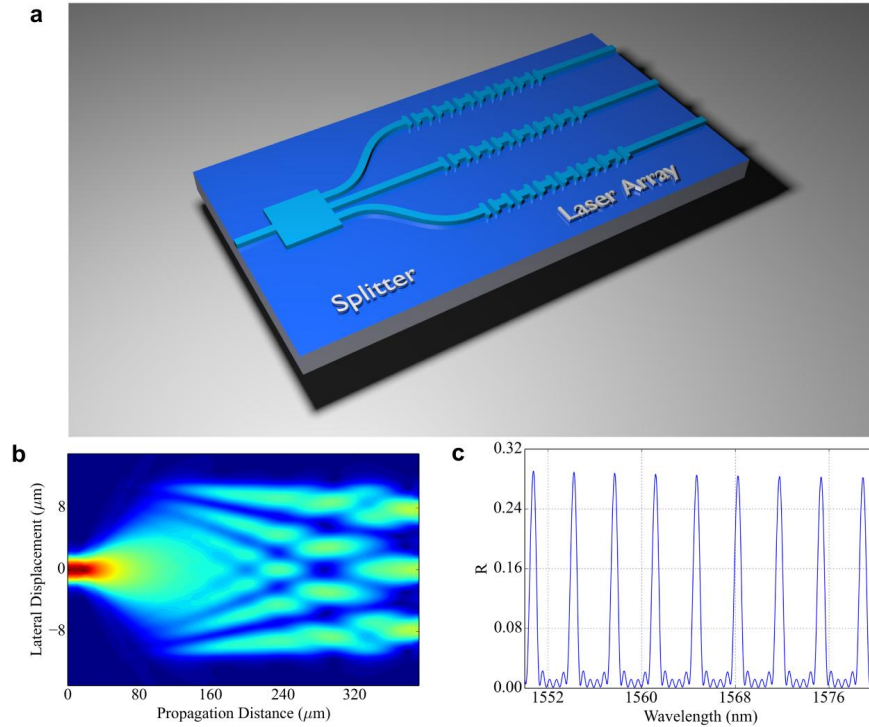 a
Splitter
Laser Array
b
Lateral Displacement (μm)
8
0
−8
0
80
160
240
320
Propagation Distance (μm)
c
R
0.32
0.24
0.16
0.08
0.00
1552
1560
1568
1576
Wavelength (nm)